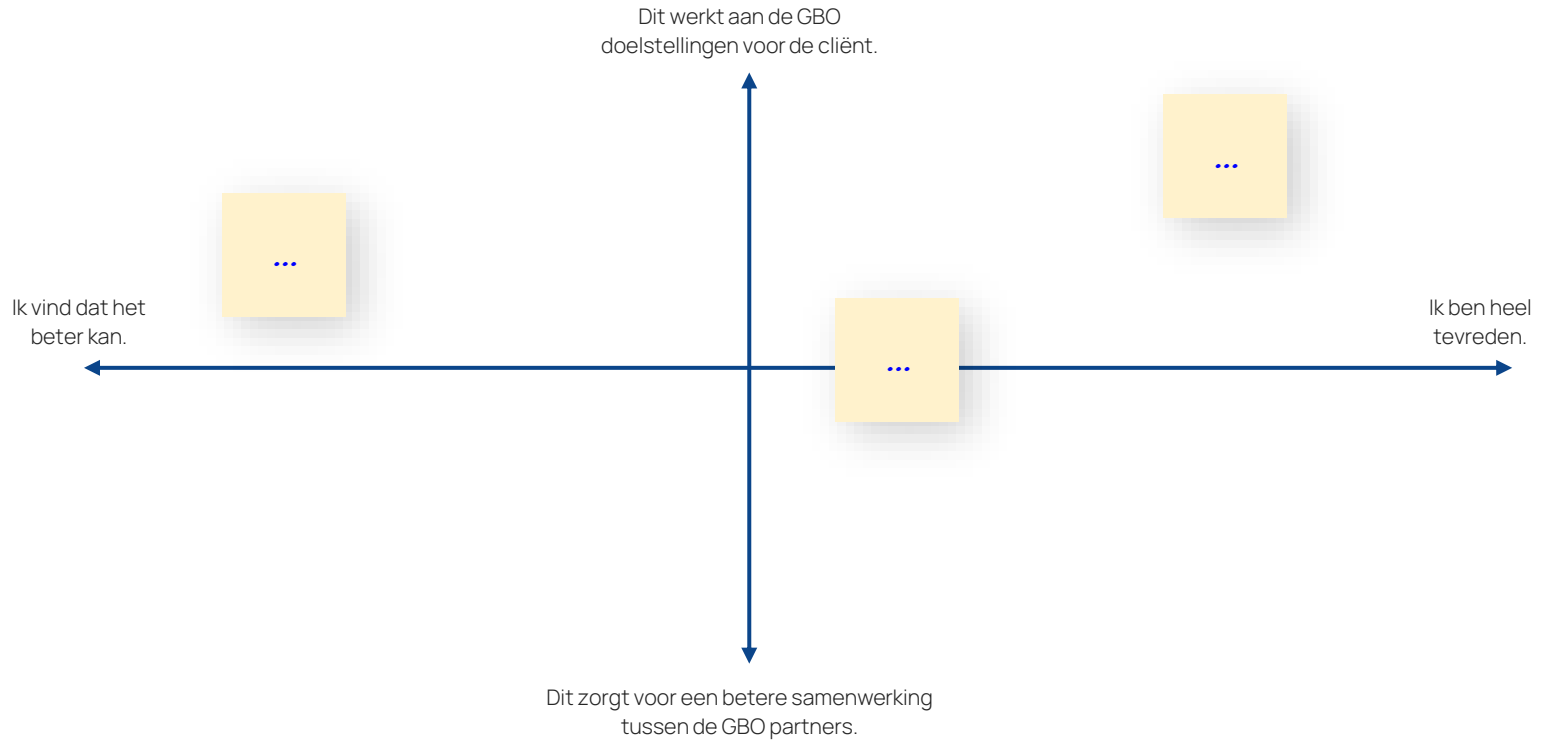 Dit werkt aan de GBO
doelstellingen voor de cliënt.
...
...
Ik vind dat het
beter kan.
Ik ben heel
tevreden.
...
Dit zorgt voor een betere samenwerking
tussen de GBO partners.